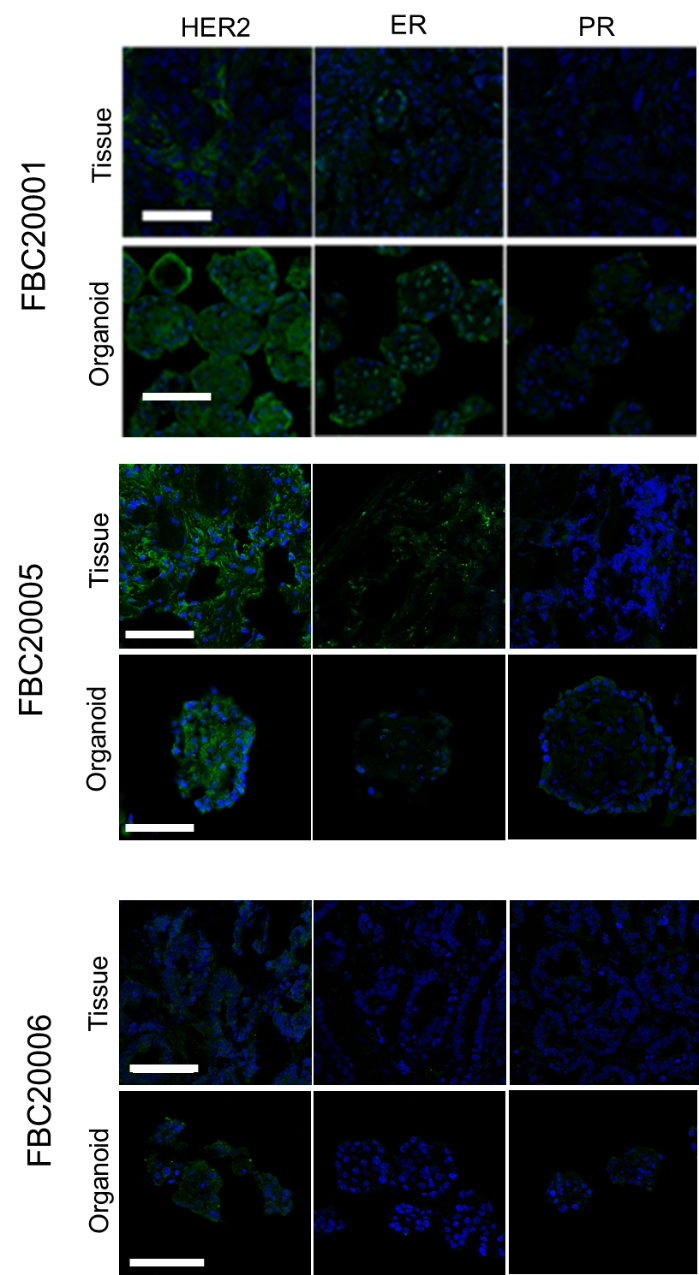 HER2 ER PR
FBC20001
Tissue
Organoid
FBC20005
Tissue
Organoid
FBC20006
Tissue
Organoid